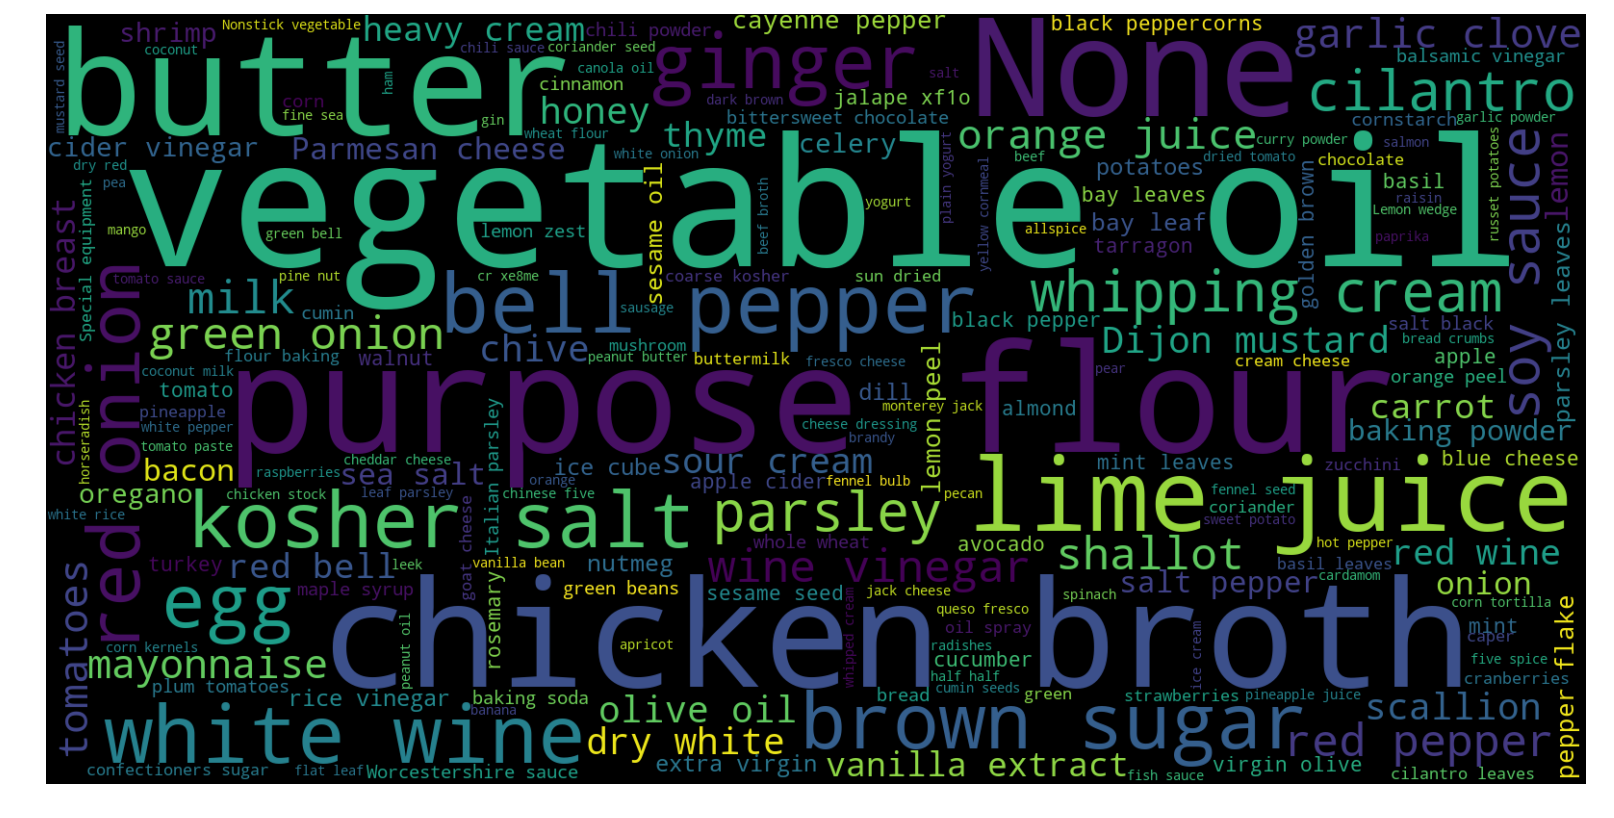 Nonstick vegetable
shrimp
heavy cream
chili powder
cayenne pepper
black peppercorns
garlic clove
coconut
chili sauce
coriander seed
butter
ginger
None
balsamic vinegar
mustard seed
ham
canola oil
salt
cinnamon
corn
fine sea
gin
honey
dark brown
jalape xf1o
cilantro
bittersweet chocolate
cornstarch
garlic powder
wheat flour
cider vinegar
Parmesan cheese
thyme
celery
orange juice
curry powder
salmon
white onion
dry red
beef
dried tomato
potatoes
chocolate
basil
pea
vegetable oil
sesame oil
beef broth
plain yogurt
yellow cornmeal
bay leaves
raisin
russet potatoes
soy sauce
lemon
yogurt
Lemon wedge
mango
green bell
lemon zest
bay leaf
allspice
golden brown
paprika
tarragon
Special equipment
chicken breast
tomato sauce
pine nut
cr xe8me
coarse kosher
sun dried
milk
cumin
bell pepper
sausage
whipping cream
parsley leaves
green onion
black pepper
salt black
Dijon mustard
bread crumbs
chive
mushroom
flour baking
walnut
peanut butter
buttermilk
fresco cheese
cream cheese
apple
red onion
coconut milk
pear
orange peel
tomato
purpose flour
dill
lemon peel
almond
carrot
pineapple
monterey jack
white pepper
Italian parsley
cheese dressing
baking powder
horseradish
tomato paste
brandy
cheddar cheese
bacon
raspberries
sea salt
ice cube
sour cream
mint leaves
zucchini
blue cheese
orange
apple cider
fennel bulb
oregano
chicken stock
leaf parsley
chinese five
pecan
fennel seed
white rice
kosher salt
parsley
lime juice
coriander
sweet potato
whole wheat
avocado
hot pepper
turkey
red bell
leek
goat cheese
vanilla bean
nutmeg
wine vinegar
shallot
basil leaves
red wine
tomatoes
egg
maple syrup
rosemary
green beans
sesame seed
jack cheese
salt pepper
cardamom
onion
spinach
chicken broth
queso fresco
corn tortilla
oil spray
mint
caper
corn kernels
peanut oil
apricot
whipped cream
radishes
ice cream
pepper flake
mayonnaise
cucumber
five spice
half half
cranberries
plum tomatoes
rice vinegar
baking soda
bread
cumin seeds
green
strawberries
pineapple juice
banana
olive oil
brown sugar
scallion
white wine
dry white
red pepper
confectioners sugar
flat leaf
Worcestershire sauce
extra virgin
vanilla extract
fish sauce
virgin olive
cilantro leaves